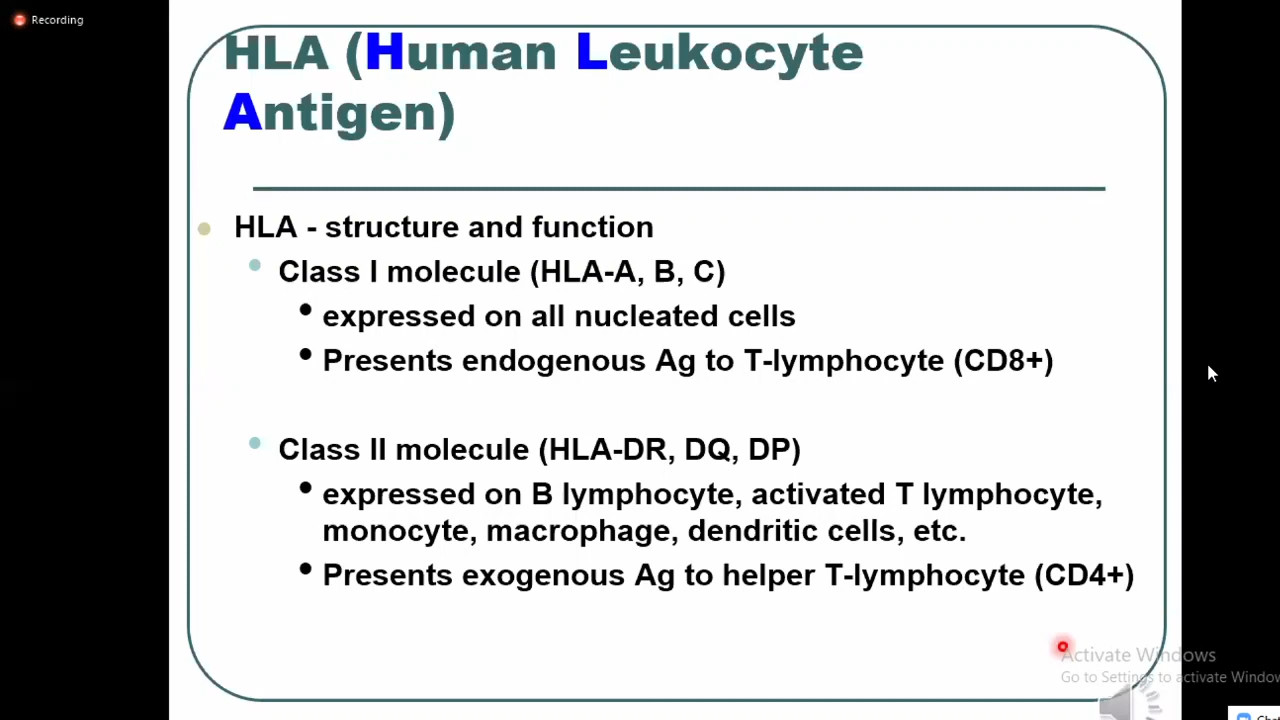 Recording
HLA (Human Leukocyte
Antigen)
HLA - structure and function
Class I molecule (HLA-A, B, C)
expressed on all nucleated cells
Presents endogenous Ag to T-lymphocyte (CD8+)
Class II molecule (HLA-DR, DQ, DP)
expressed on B lymphocyte, activated T lymphocyte,
monocyte, macrophage, dendritic cells, etc.
Presents exogenous Ag to helper T-lymphocyte (CD4+)
Activate Windows
Go to Settings to activate Window